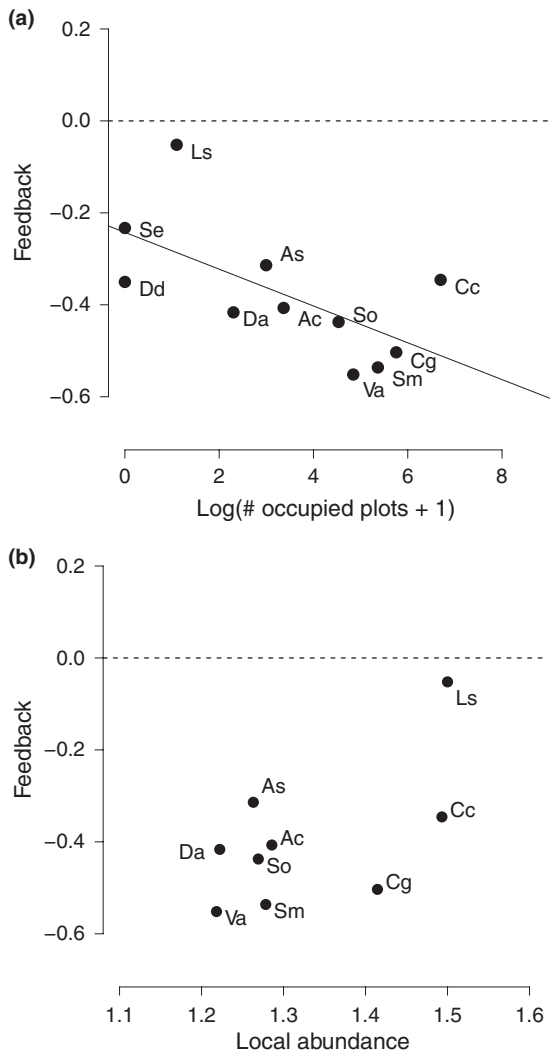 (a)
0.2
0.0
−0.2
−0.4
−0.6
Feedback
Ls
Se
As
Dd
Cc
Da
Ac
So
Cg
Sm
Va
0
2
4
6
8
Log(# occupied plots + 1)
(b)
0.2
0.0
−0.2
−0.4
−0.6
Feedback
Ls
As
Cc
Da
Ac
So
Cg
Va
Sm
1.1
1.2
1.3
1.4
1.5
1.6
Local abundance